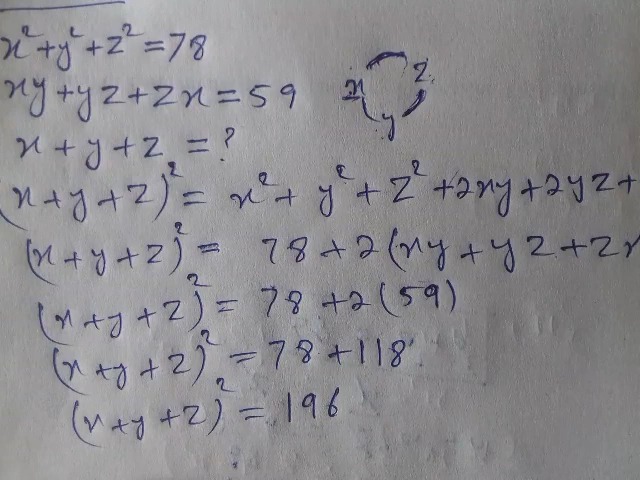 x²+y²+z²=78
xy+yz+zx=59
x
z
y
x+y+z=?
(x+y+z)²= x²+y²+z²+2xy+2yz+
(x+y+z)²= 78+2(xy+yz+zx
(x+y+z)²= 78+2(59)
(x+y+z)²=78+118
(x+y+z)²=196